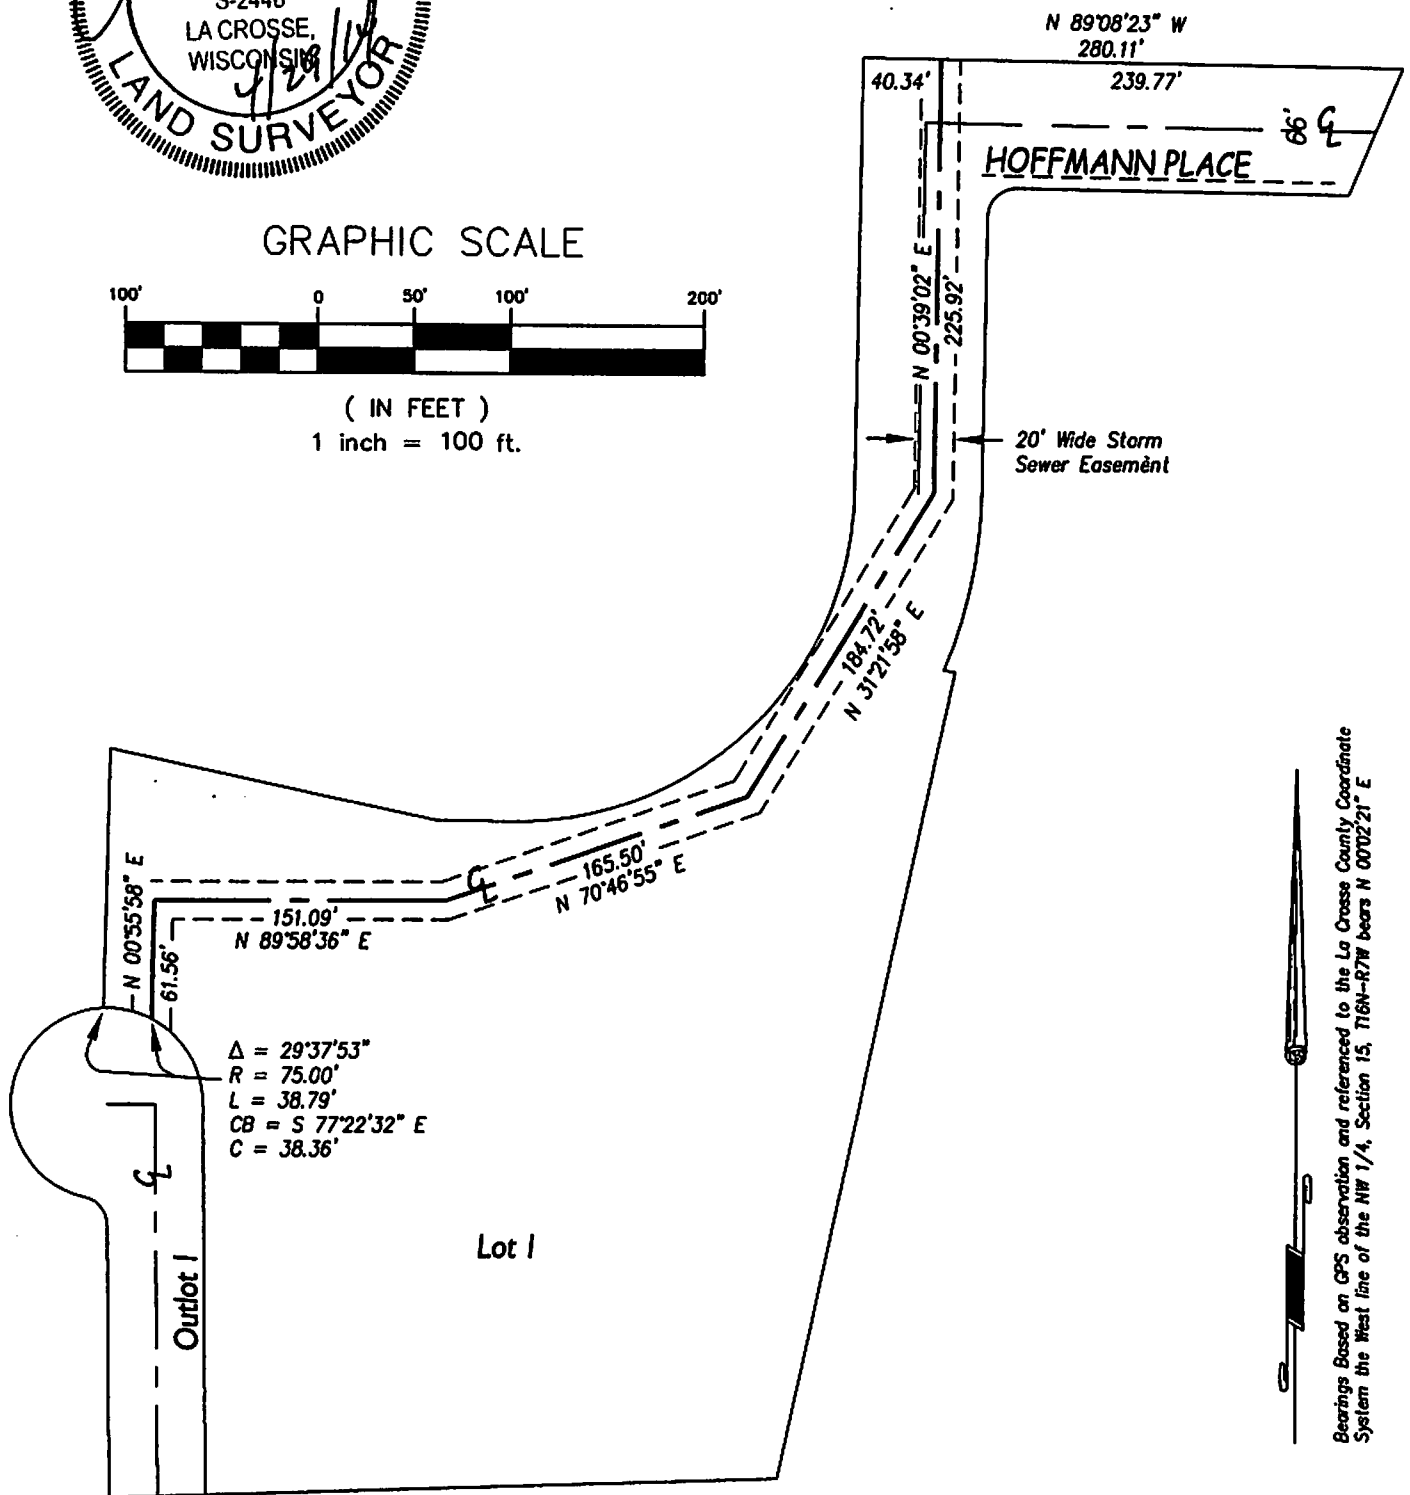 S-2446
LA CROSSE,
WISCONSIN
LAND SURVEYOR
N 89°08'23" W
280.11'
40.34'
239.77'
66'
CL
HOFFMANN PLACE
GRAPHIC SCALE
100' 0 50' 100' 200'
( IN FEET )
1 inch = 100 ft.
N 00°39'02" E
225.92'
20' Wide Storm
Sewer Easement
184.72'
N 31°21'58" E
CL
165.50'
N 70°46'55" E
N 00°55'58" E
61.56'
151.09'
N 89°58'36" E
Δ = 29°37'53"
R = 75.00'
L = 38.79'
CB = S 77°22'32" E
C = 38.36'
CL
Outlot 1
Lot 1
Bearings Based on GPS observation and referenced to the La Crosse County Coordinate
System the West line of the NW 1/4, Section 15, T16N-R7W bears N 00°02'21" E